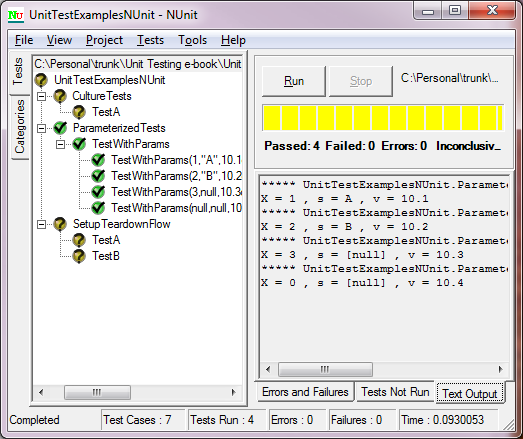 UnitTestExamplesNUnit - NUnit
File View Project Tests Tools Help
Tests
Categories
C:\Personal\trunk\Unit Testing e-book\Unit
UnitTestExamplesNUnit
CultureTests
TestA
ParameterizedTests
TestWithParams
TestWithParams(1,"A",10.1
TestWithParams(2,"B",10.2
TestWithParams(3,null,10.3
TestWithParams(null,null,10
SetupTeardownFlow
TestA
TestB
Run Stop C:\Personal\trunk\...
Passed: 4 Failed: 0 Errors: 0 Inconclusiv...
***** UnitTestExamplesNUnit.Paramete
X = 1 , s = A , v = 10.1
***** UnitTestExamplesNUnit.Paramete
X = 2 , s = B , v = 10.2
***** UnitTestExamplesNUnit.Paramete
X = 3 , s = [null] , v = 10.3
***** UnitTestExamplesNUnit.Paramete
X = 0 , s = [null] , v = 10.4
Errors and Failures Tests Not Run Text Output
Completed Test Cases : 7 Tests Run : 4 Errors : 0 Failures : 0 Time : 0.0930053